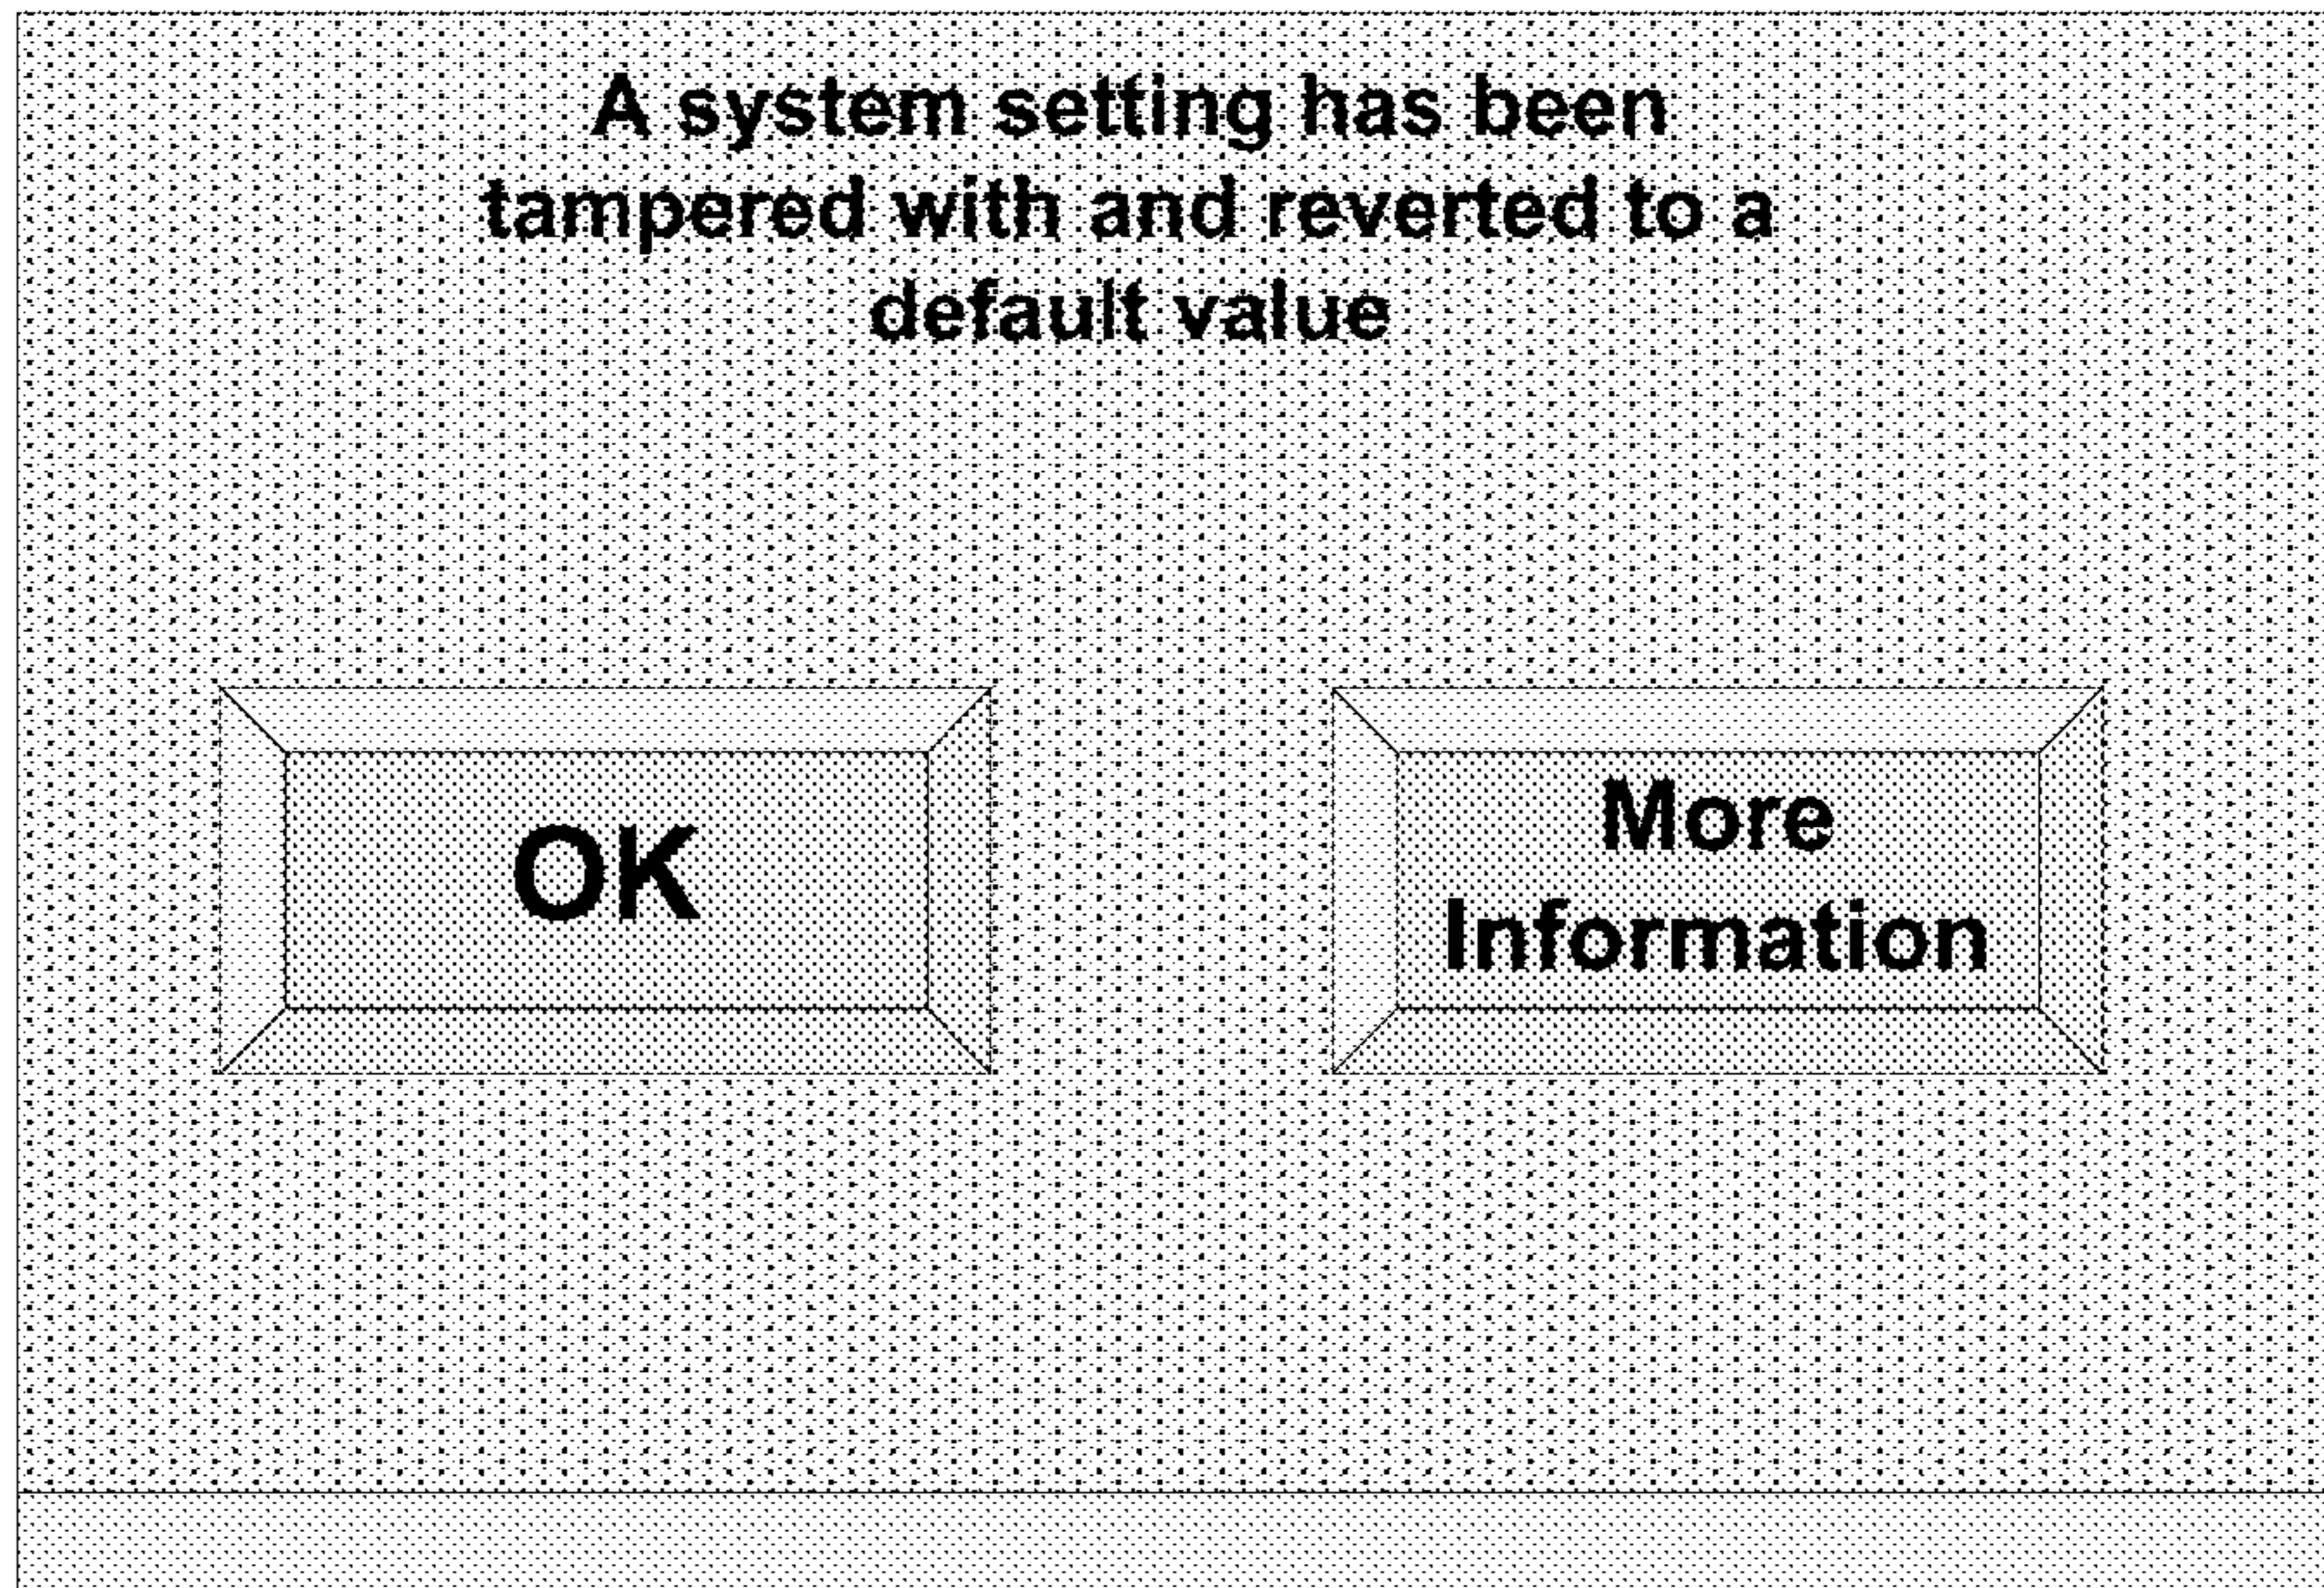 A system setting has been
tampered with and reverted to a
default value
OK
More
Information